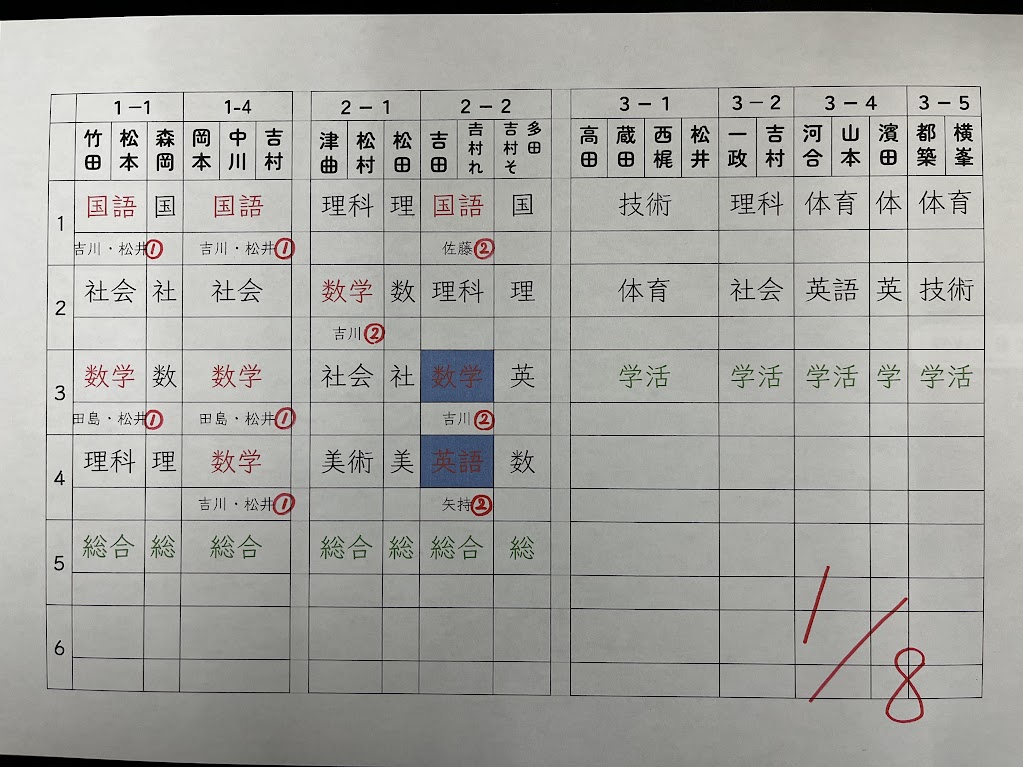 1－1 1-4 2－1 2－2 3－1 3－2 3－4 3－5
竹田 松本 森岡 岡本 中川 吉村 津曲 松村 松田 吉田 吉村れ 吉村そ 多田 高田 蔵田 西梶 松井 一政 吉村 河合 山本 濱田 都築 横峯
1 国語 国 国語 理科 理 国語 国 技術 理科 体育 体 体育
吉川・松井① 吉川・松井① 佐藤②
2 社会 社 社会 数学 数 理科 理 体育 社会 英語 英 技術
吉川②
3 数学 数 数学 社会 社 数学 英 学活 学活 学活 学 学活
田島・松井① 田島・松井① 吉川②
4 理科 理 数学 美術 美 英語 数
吉川・松井① 矢持②
5 総合 総 総合 総合 総 総合 総
6
1/8